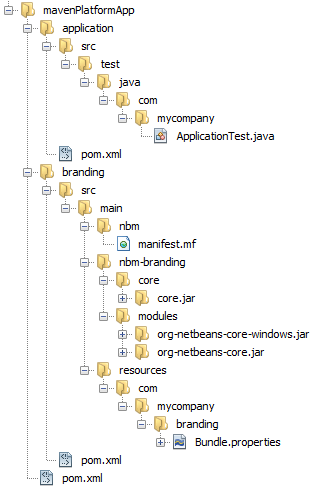 mavenPlatformApp
application
src
test
java
com
mycompany
ApplicationTest.java
pom.xml
branding
src
main
nbm
manifest.mf
nbm-branding
core
core.jar
modules
org-netbeans-core-windows.jar
org-netbeans-core.jar
resources
com
mycompany
branding
Bundle.properties
pom.xml
pom.xml